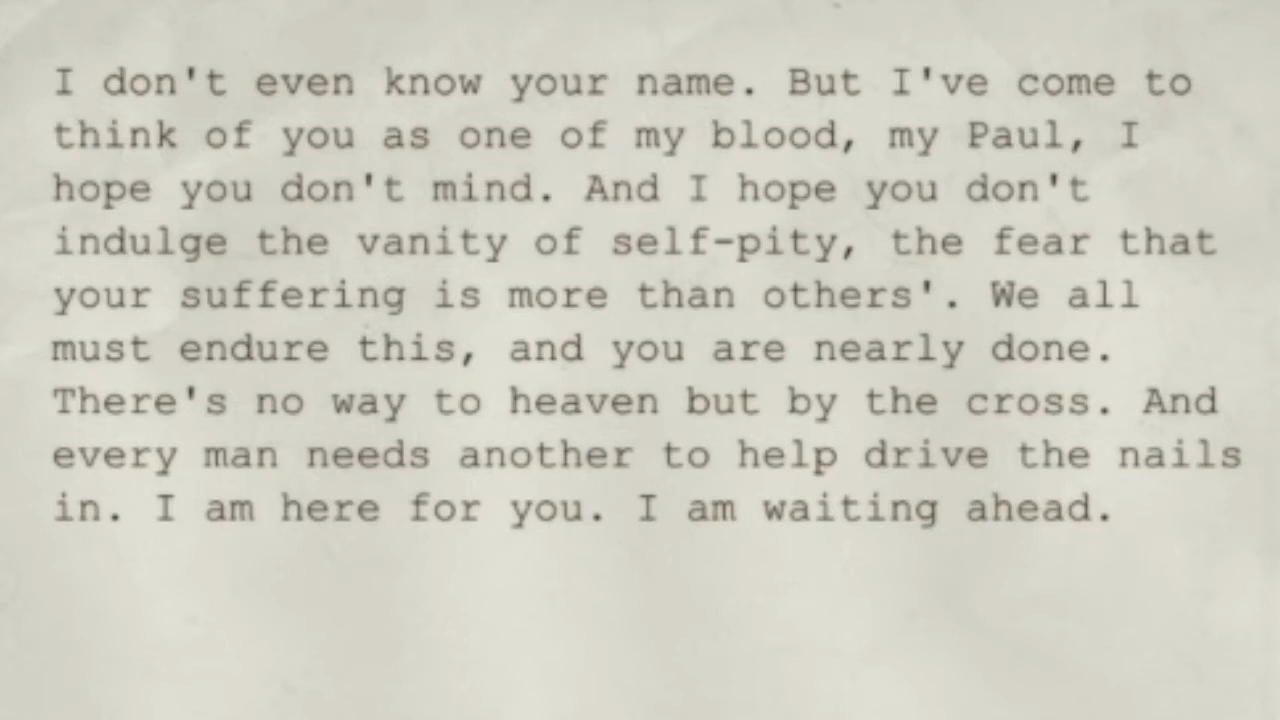 I don't even know your name. But I've come to
think of you as one of my blood, my Paul, I
hope you don't mind. And I hope you don't
indulge the vanity of self-pity, the fear that
your suffering is more than others'. We all
must endure this, and you are nearly done.
There's no way to heaven but by the cross. And
every man needs another to help drive the nails
in. I am here for you. I am waiting ahead.